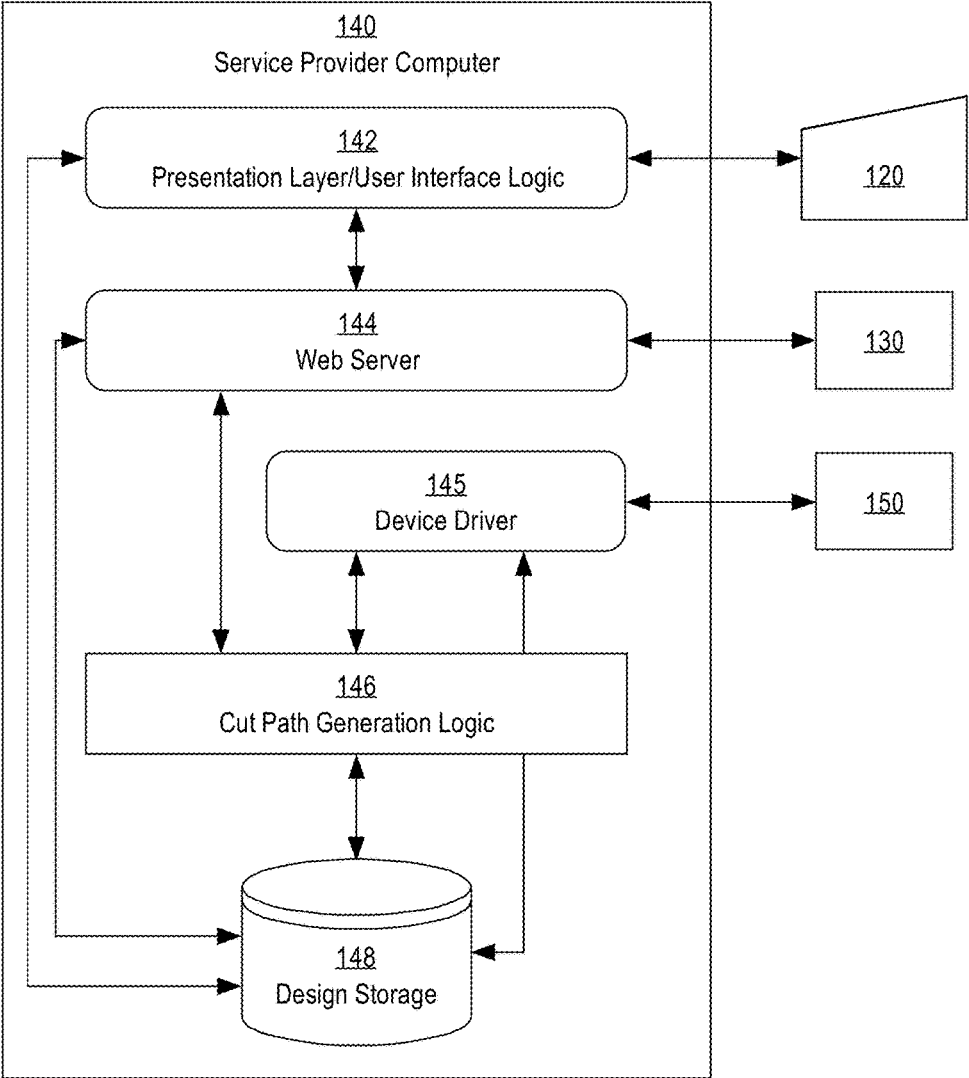 140
Service Provider Computer
142
Presentation Layer/User Interface Logic
120
144
Web Server
130
145
Device Driver
150
146
Cut Path Generation Logic
148
Design Storage